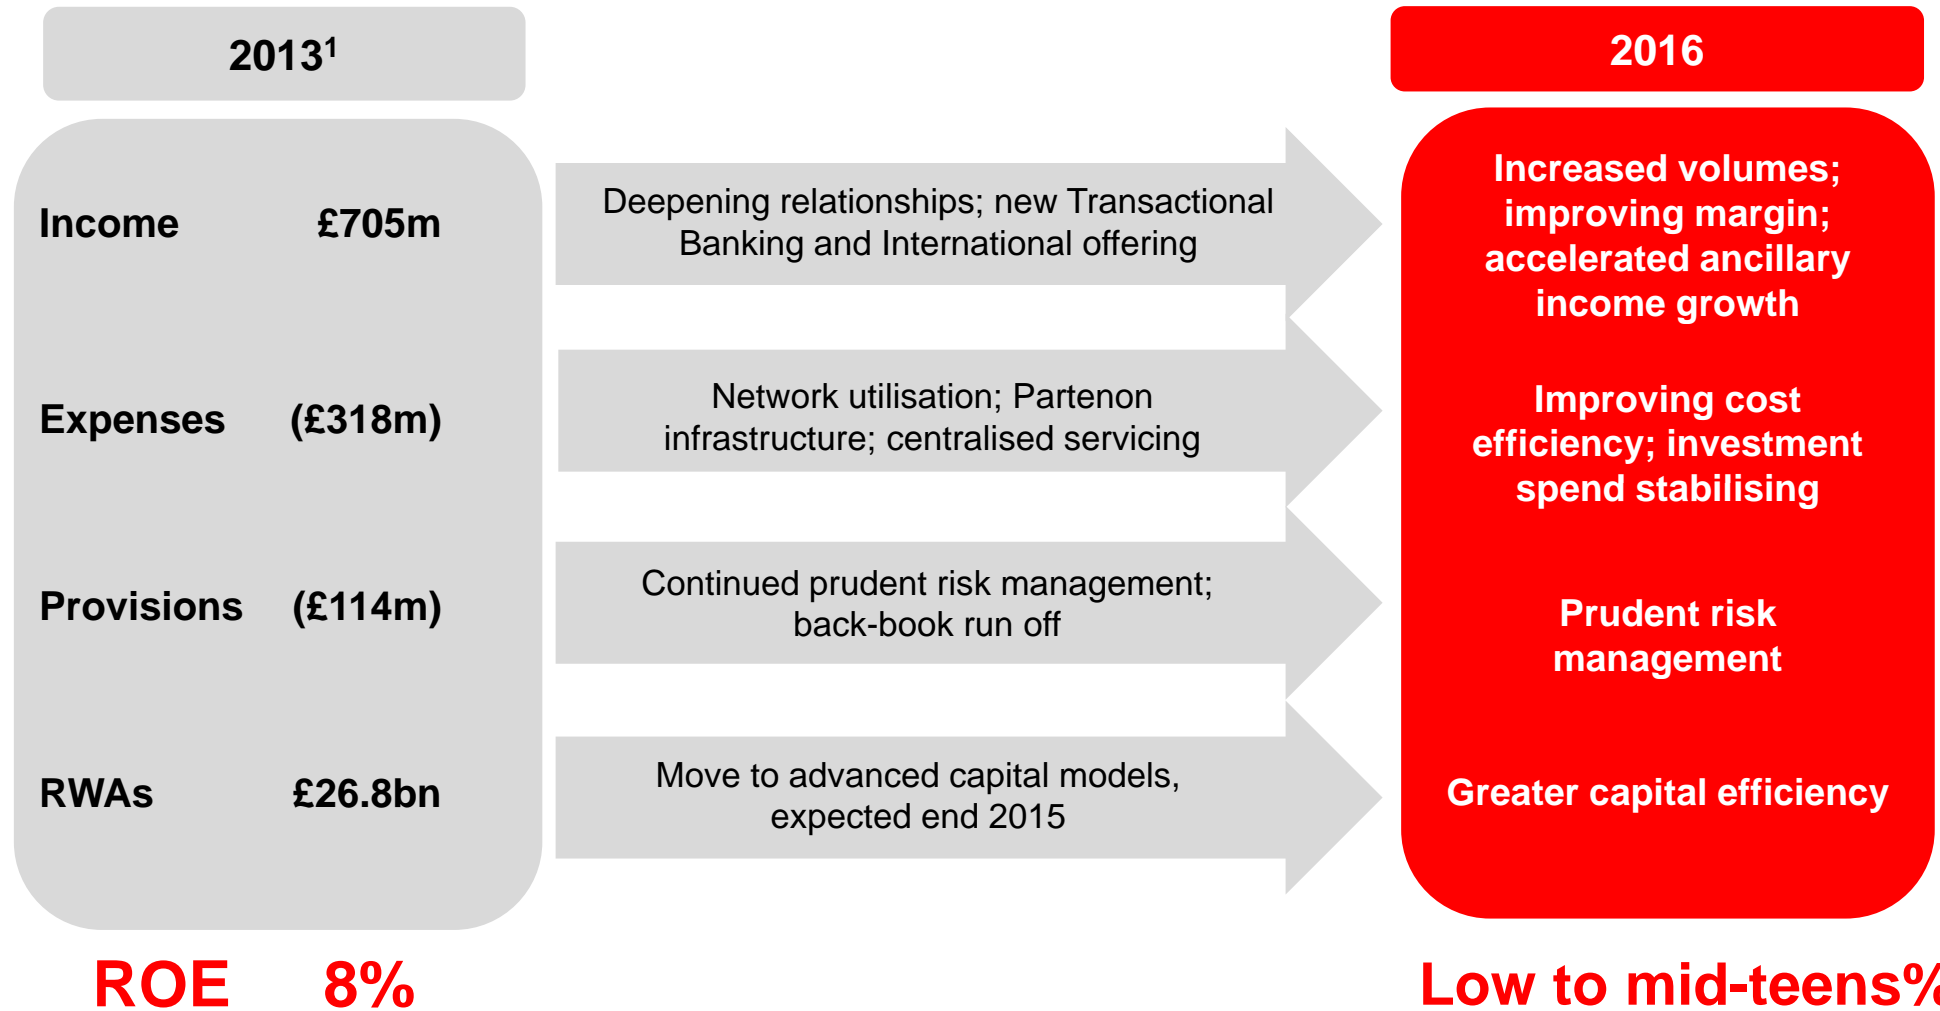 2013¹
2016
Income £705m
Deepening relationships; new Transactional
Banking and International offering
Increased volumes;
improving margin;
accelerated ancillary
income growth
Expenses (£318m)
Network utilisation; Partenon
infrastructure; centralised servicing
Improving cost
efficiency; investment
spend stabilising
Provisions (£114m)
Continued prudent risk management;
back-book run off
Prudent risk
management
RWAs £26.8bn
Move to advanced capital models,
expected end 2015
Greater capital efficiency
ROE 8%
Low to mid-teens%